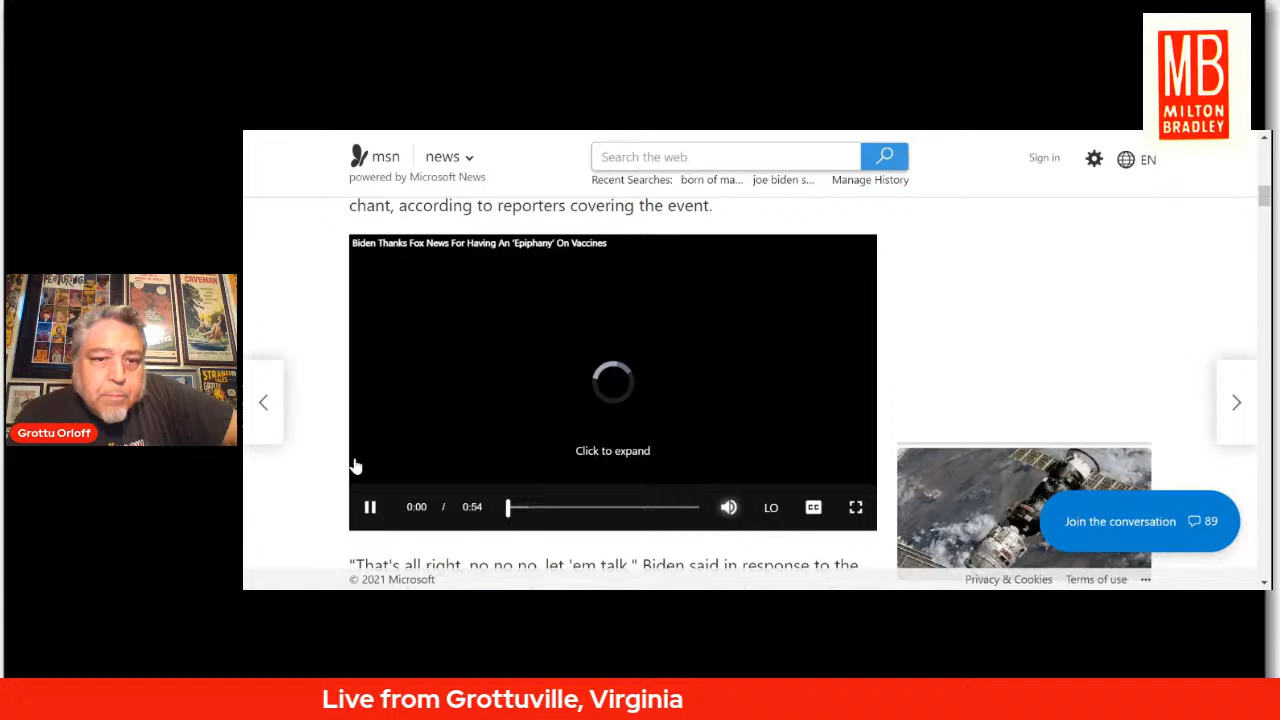 MB
MILTON
BRADLEY
msn
news
powered by Microsoft News
Search the web
Recent Searches: born of ma... joe biden s... Manage History
Sign in
EN
chant, according to reporters covering the event.
Biden Thanks Fox News For Having An 'Epiphany' On Vaccines
Click to expand
0:00 / 0:54
LO
CC
"That's all right, no no no, let 'em talk," Biden said in response to the
Join the conversation 89
© 2021 Microsoft
Privacy & Cookies Terms of use ...
CAVEMAN
STRANGE
TALES
Grottu Orloff
Live from Grottuville, Virginia